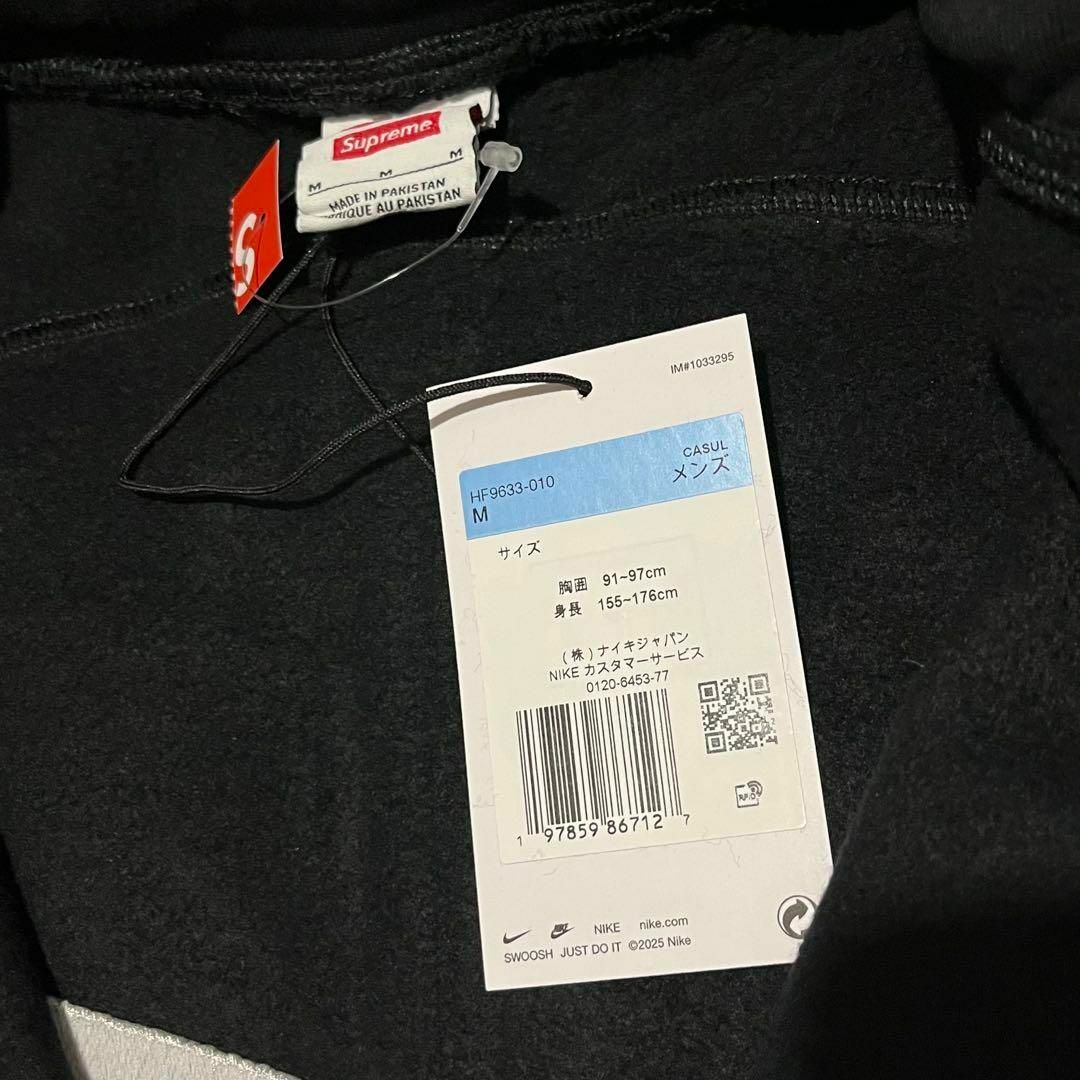 Supreme
M M M
MADE IN PAKISTAN
RIQUE AU PAKISTAN
S
IM#1033295
CASUL
HF9633-010 メンズ
M
サイズ
胸囲 91~97cm
身長 155~176cm
(株)ナイキジャパン
NIKE カスタマーサービス
0120-6453-77
RFID
1 97859 86712 7
NIKE nike.com
SWOOSH JUST DO IT ©2025 Nike